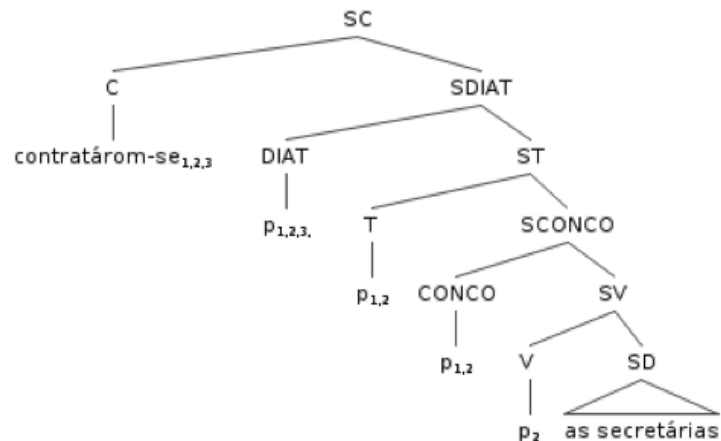 SC
C SDIAT
contratárom-se1,2,3 DIAT ST
p1,2,3, T SCONCO
p1,2 CONCO SV
p1,2 V SD
p2 as secretárias